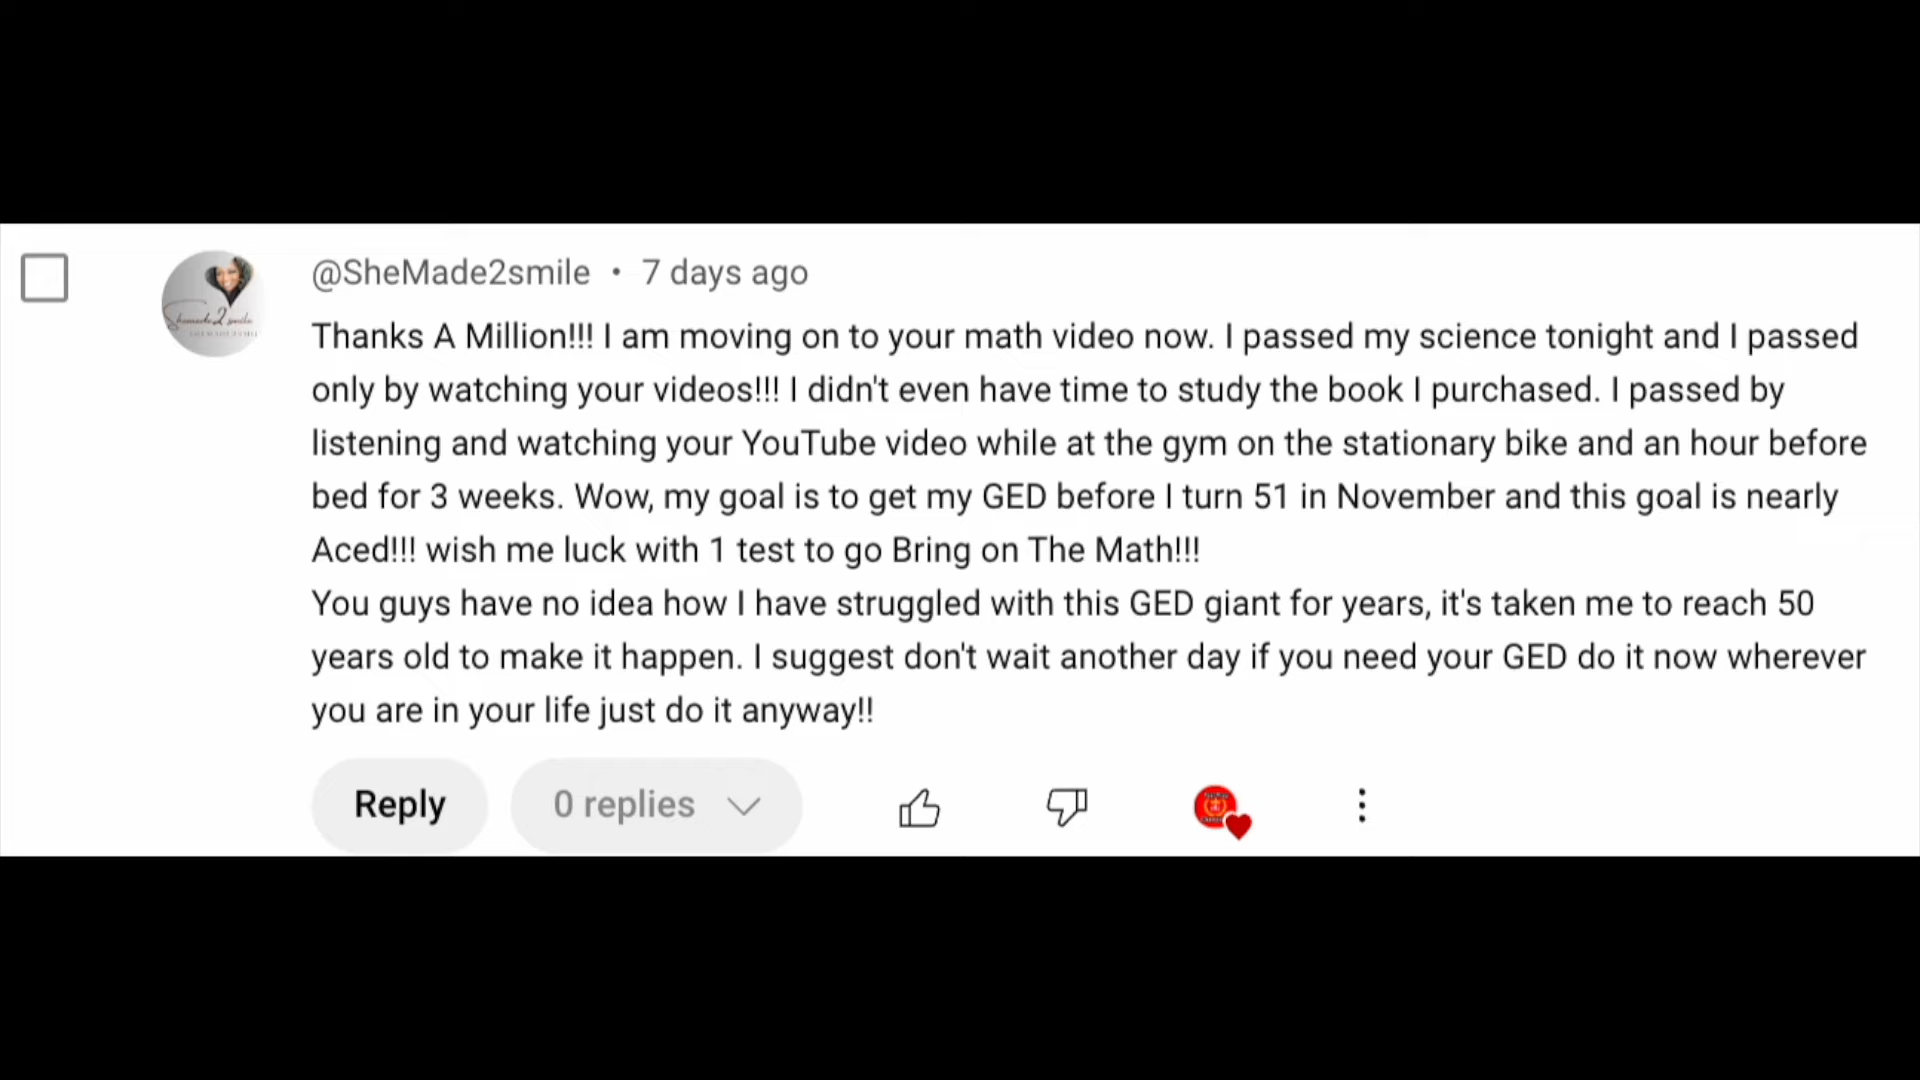 @SheMade2smile • 7 days ago
Thanks A Million!!! I am moving on to your math video now. I passed my science tonight and I passed
only by watching your videos!!! I didn't even have time to study the book I purchased. I passed by
listening and watching your YouTube video while at the gym on the stationary bike and an hour before
bed for 3 weeks. Wow, my goal is to get my GED before I turn 51 in November and this goal is nearly
Aced!!! wish me luck with 1 test to go Bring on The Math!!!
You guys have no idea how I have struggled with this GED giant for years, it's taken me to reach 50
years old to make it happen. I suggest don't wait another day if you need your GED do it now wherever
you are in your life just do it anyway!!
Reply
0 replies